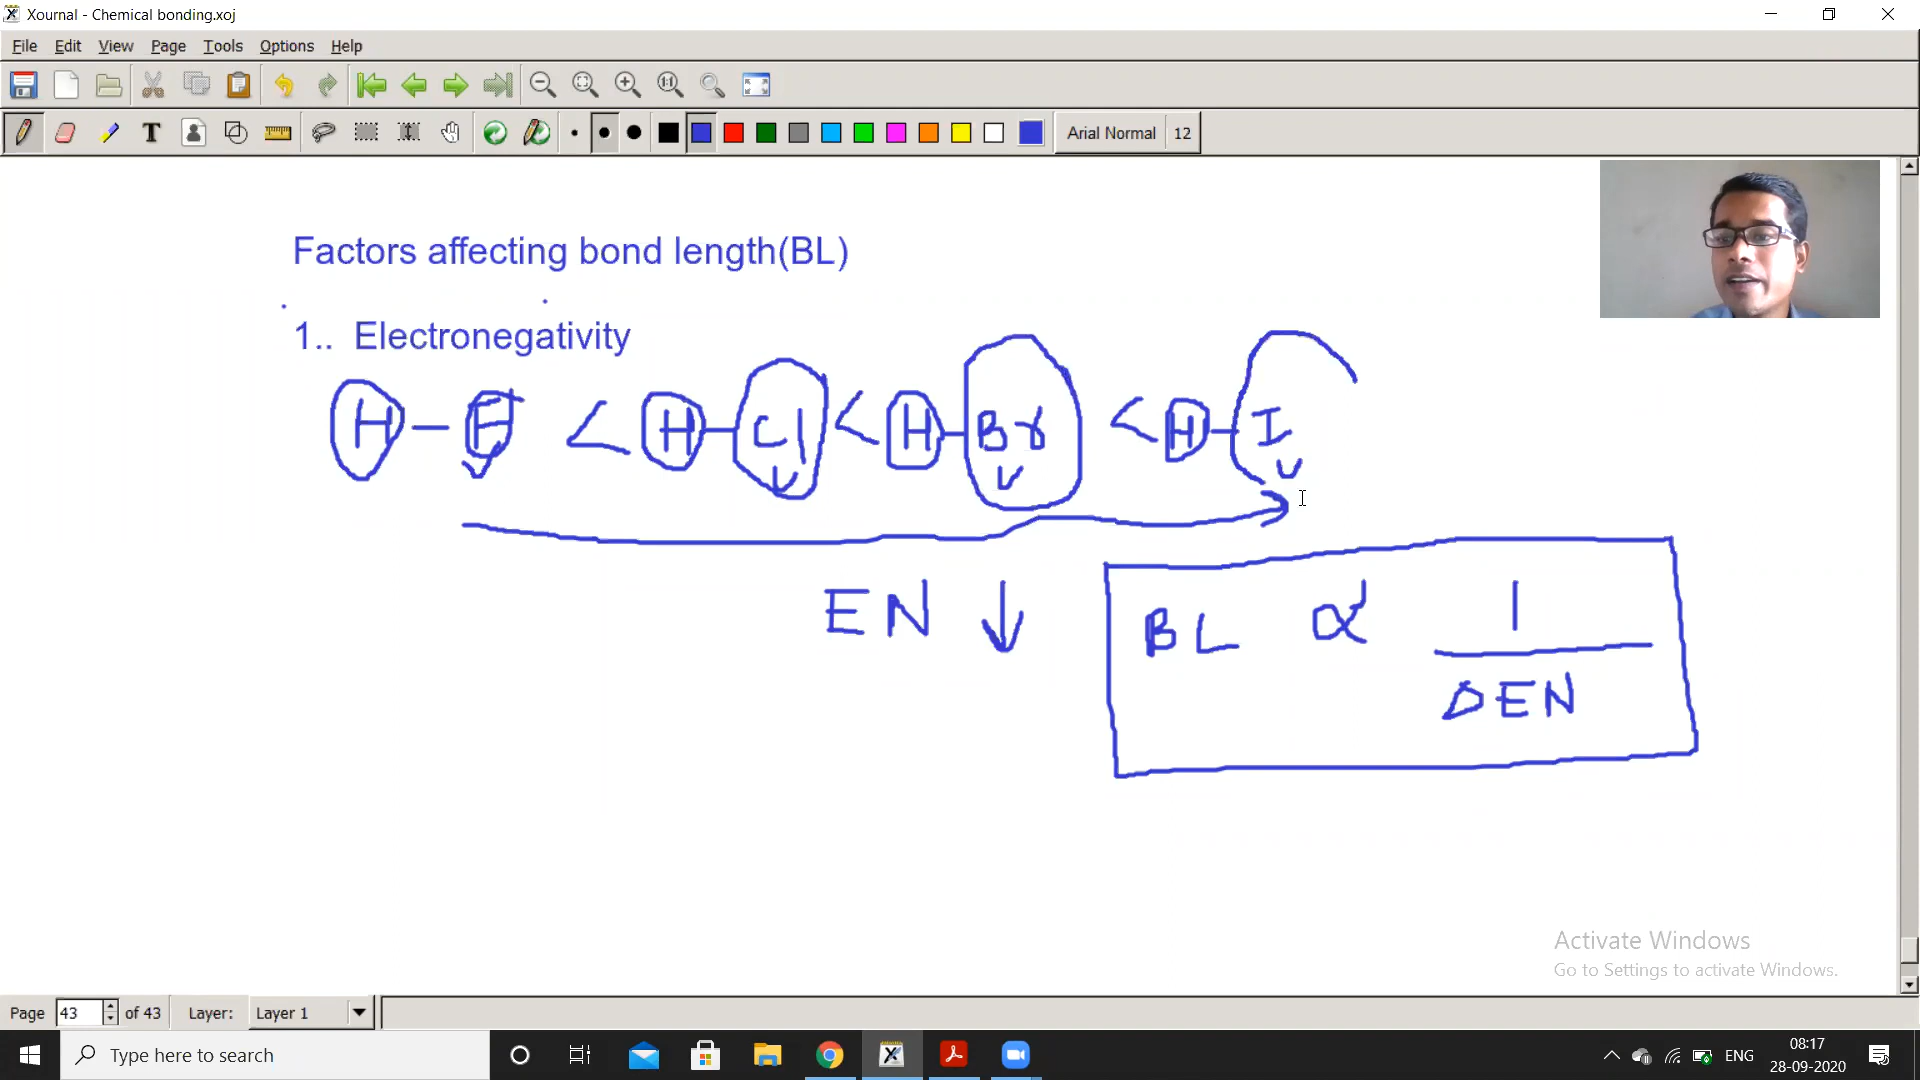 Xournal - Chemical bonding.xoj
File Edit View Page Tools Options Help
1:1
T Arial Normal 12
Factors affecting bond length(BL)
1.. Electronegativity
H – F < H – Cl < H – Br < H – I
EN ↓
BL ∝ 1
ΔEN
Activate Windows
Go to Settings to activate Windows.
Page 43 of 43 Layer: Layer 1
Type here to search
ENG
08:17
28-09-2020